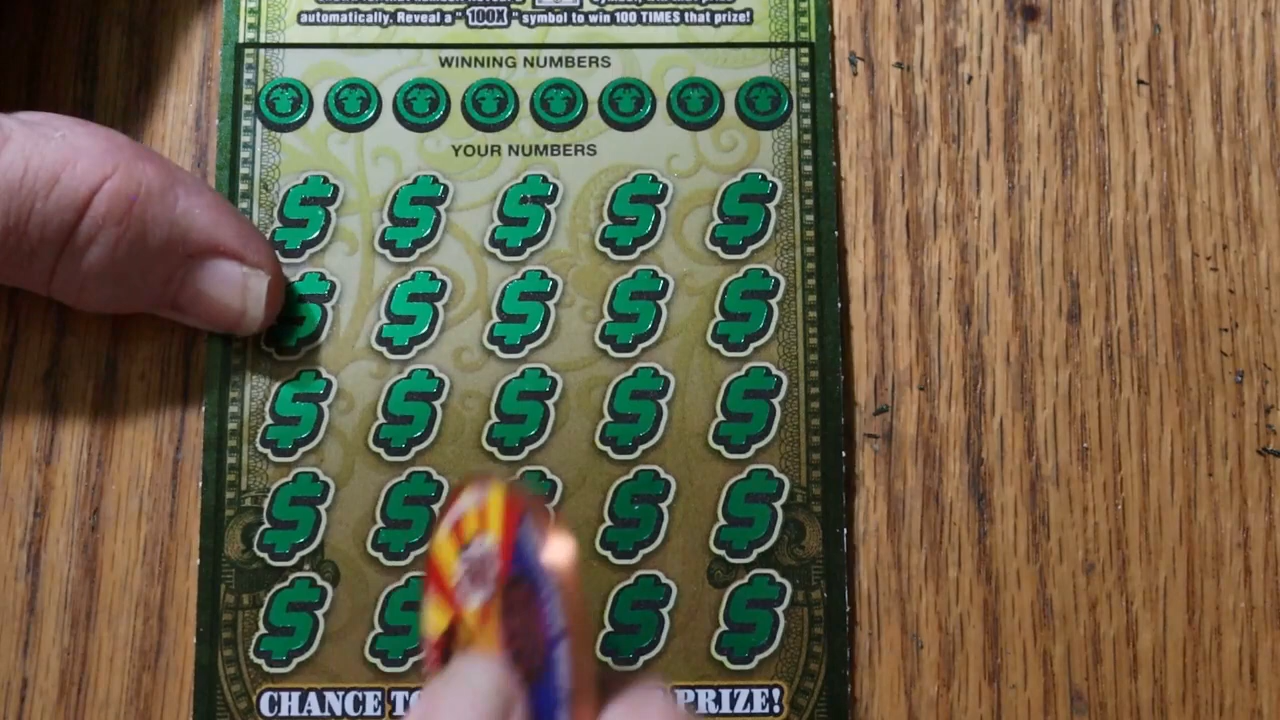 automatically. Reveal a "100X" symbol to win 100 TIMES that prize!
WINNING NUMBERS
YOUR NUMBERS
$ $ $ $ $
$ $ $ $ $
$ $ $ $ $
$ $ $ $ $
$ $ $ $
CHANCE TO PRIZE!